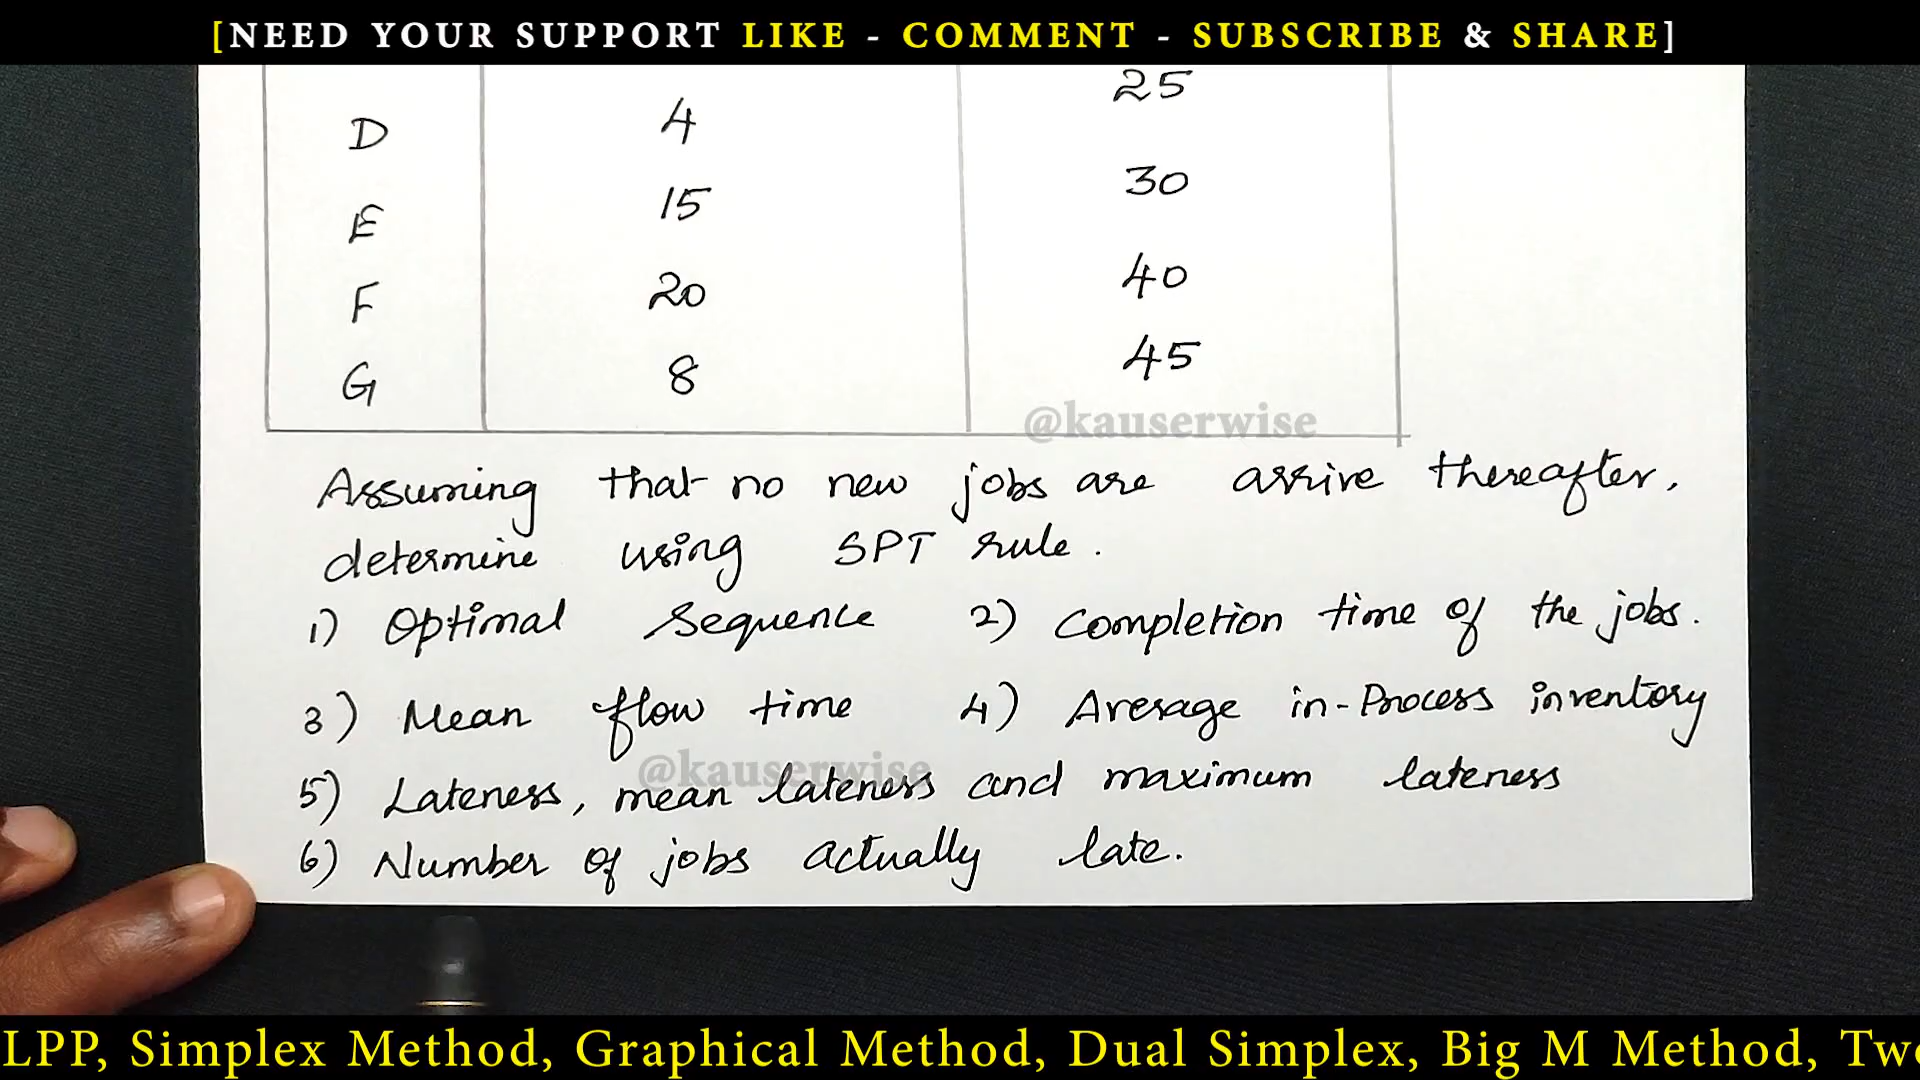 [NEED YOUR SUPPORT LIKE - COMMENT - SUBSCRIBE & SHARE]
D 4 25
E 15 30
F 20 40
G 8 45
@kauserwise
Assuming that no new jobs are arrive thereafter,
determine using SPT rule.
1) Optimal Sequence 2) Completion time of the jobs.
3) Mean flow time 4) Average in-Process inventory
@kauserwise
5) Lateness, mean lateness and maximum lateness
6) Number of jobs actually late.
LPP, Simplex Method, Graphical Method, Dual Simplex, Big M Method, Tw